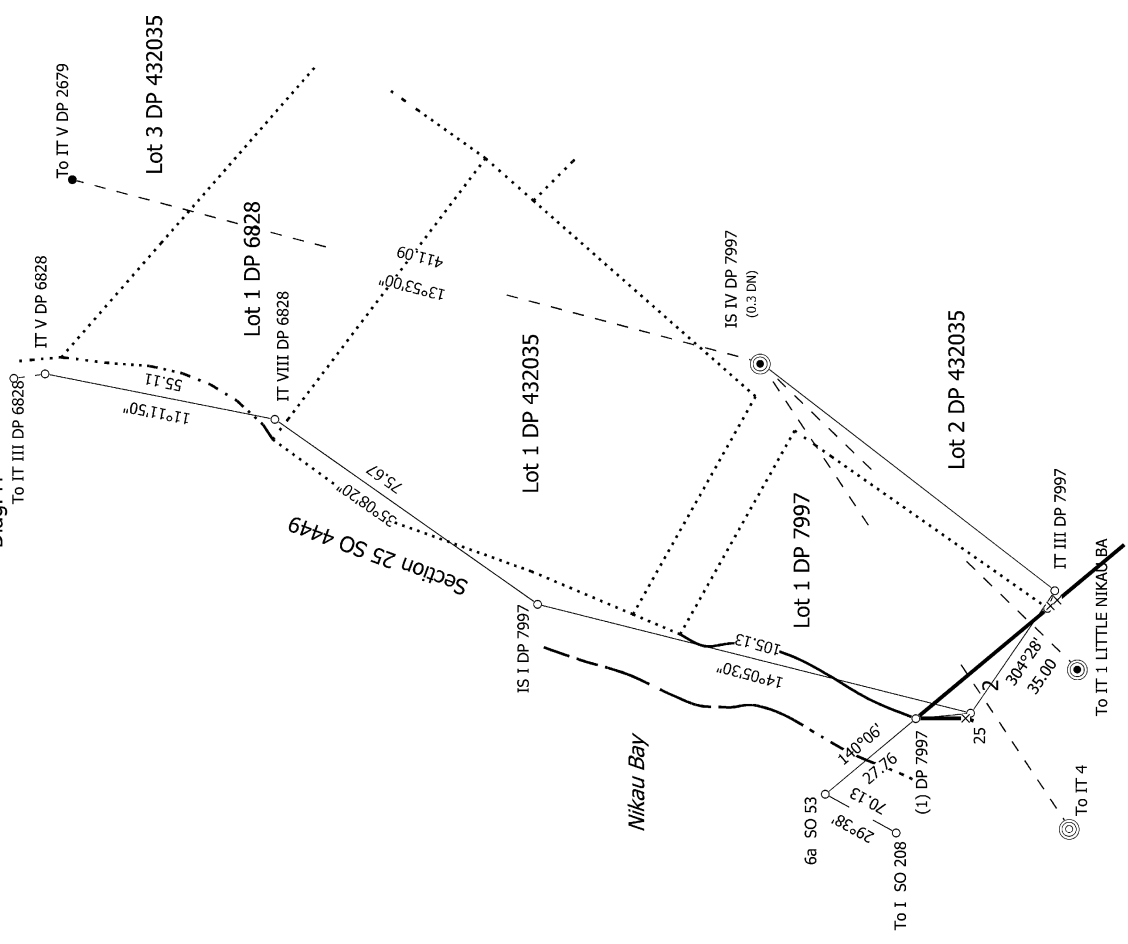 To IT V DP 2679
Lot 3 DP 432035
IT V DP 6828
To IT III DP 6828
Lot 1 DP 6828
IT VIII DP 6828
55.11
11°11'50"
411.09
13°53'00"
IS IV DP 7997
(0.3 DN)
75.67
35°08'20"
Section 25 SO 4449
Lot 1 DP 432035
Lot 2 DP 432035
Lot 1 DP 7997
IS I DP 7997
105.13
14°05'30"
IT III DP 7997
To IT 1 LITTLE NIKAU BA
304°28'
35.00
2
25
Nikau Bay
140°06'
27.76
(1) DP 7997
70.13
29°38'
6a SO 53
To I SO 208
To IT 4